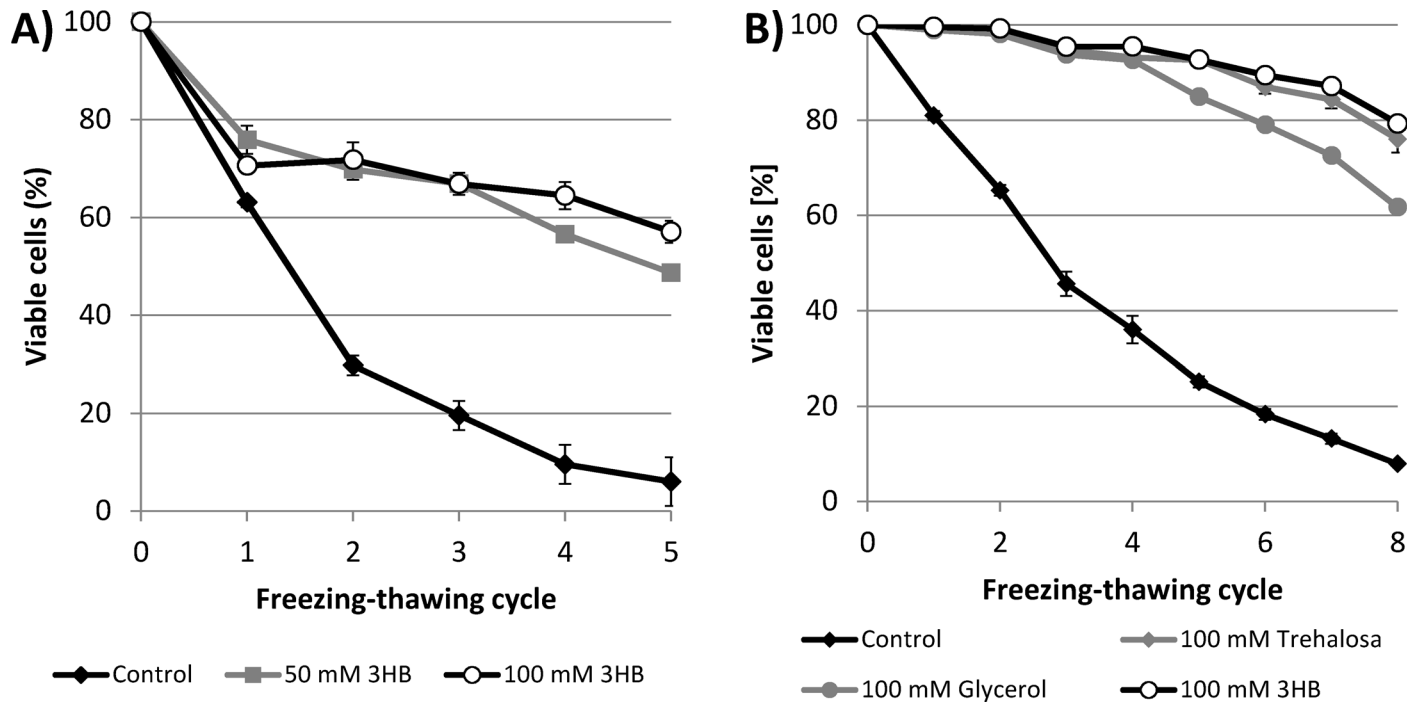 A)
100
80
60
40
20
0
Viable cells (%)
0 1 2 3 4 5
Freezing-thawing cycle
Control 50 mM 3HB 100 mM 3HB
B)
100
80
60
40
20
0
Viable cells [%]
0 2 4 6 8
Freezing-thawing cycle
Control 100 mM Trehalosa
100 mM Glycerol 100 mM 3HB